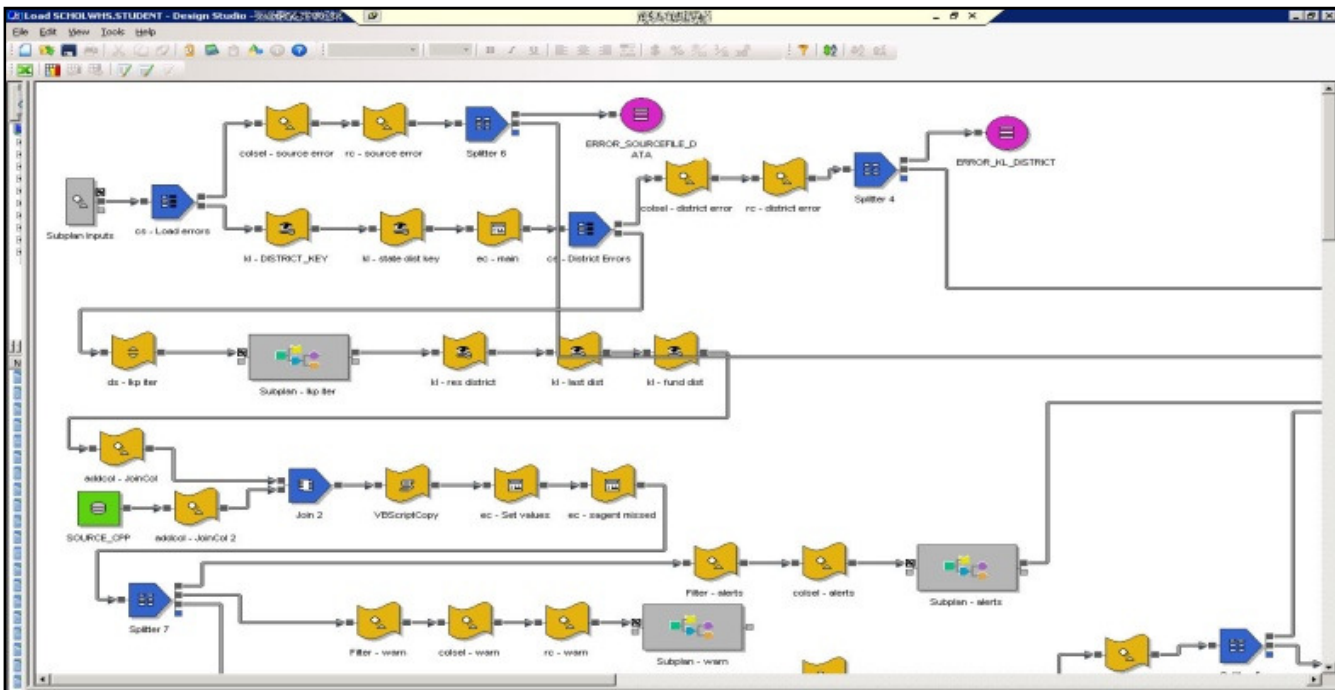 Load SCHOLWHS.STUDENT - Design Studio -
File Edit View Tools Help
colsel - source error
rc - source error
Splitter 6
ERROR_SOURCEFILE_D
ATA
ERROR_KL_DISTRICT
colsel - district error
rc - district error
Splitter 4
Subplan Inputs
cs - Load errors
kl - DISTRICT_KEY
kl - state dist key
ec - main
cs - District Errors
ds - lkp iter
Subplan - lkp iter
kl - res district
kl - last dist
kl - fund dist
addcol - JoinCol
Join 2
VBScriptCopy
ec - Set values
ec - sagent missed
SOURCE_CPP
addcol - JoinCol 2
Filter - alerts
colsel - alerts
Subplan - alerts
Splitter 7
Filter - warn
colsel - warn
rc - warn
Subplan - warn